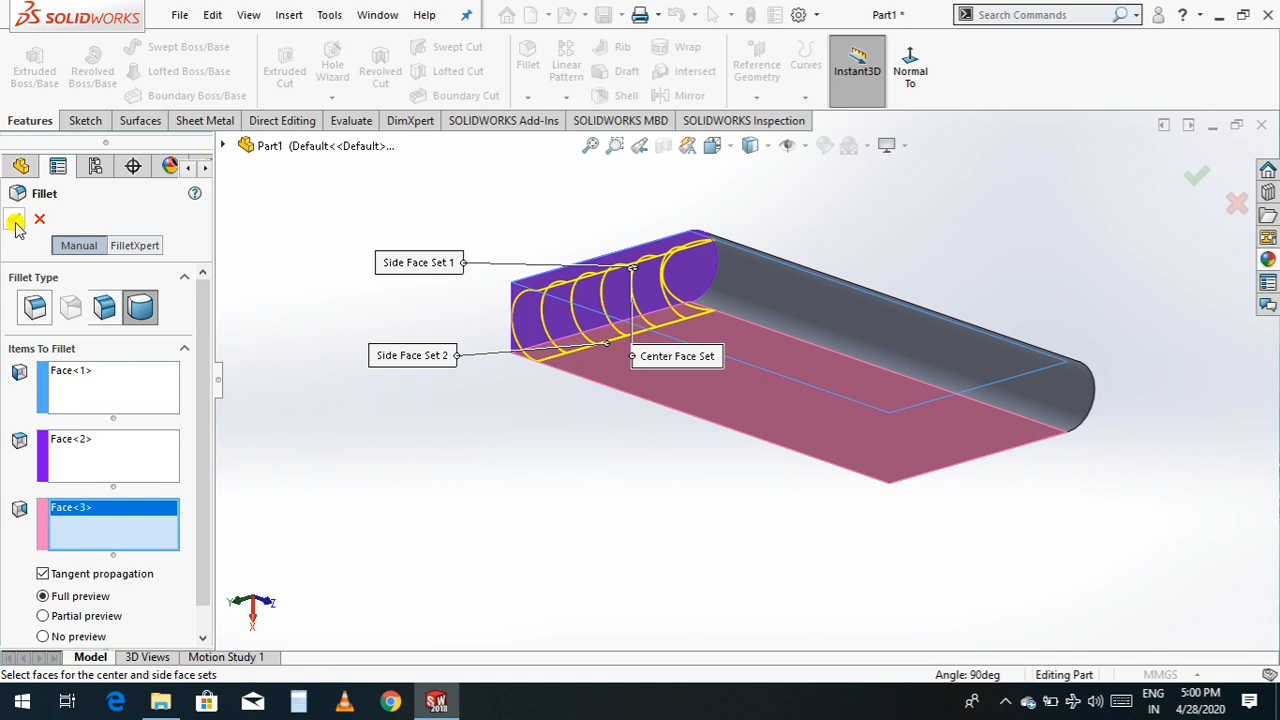 SOLIDWORKS
File Edit View Insert Tools Window Help
Part1 *
Search Commands
Extruded Boss/Base
Revolved Boss/Base
Swept Boss/Base
Lofted Boss/Base
Boundary Boss/Base
Extruded Cut
Hole Wizard
Revolved Cut
Swept Cut
Lofted Cut
Boundary Cut
Fillet
Linear Pattern
Rib
Draft
Shell
Wrap
Intersect
Mirror
Reference Geometry
Curves
Instant3D
Normal To
Features Sketch Surfaces Sheet Metal Direct Editing Evaluate DimXpert SOLIDWORKS Add-Ins SOLIDWORKS MBD SOLIDWORKS Inspection
Part1 (Default<<Default>...
Fillet
Manual FilletXpert
Fillet Type
Items To Fillet
Face<1>
Face<2>
Face<3>
Tangent propagation
Full preview
Partial preview
No preview
Side Face Set 1
Side Face Set 2
Center Face Set
Y Z
X
Model 3D Views Motion Study 1
Select faces for the center and side face sets
Angle: 90deg Editing Part MMGS
SW 2018
ENG 5:00 PM
IN 4/28/2020